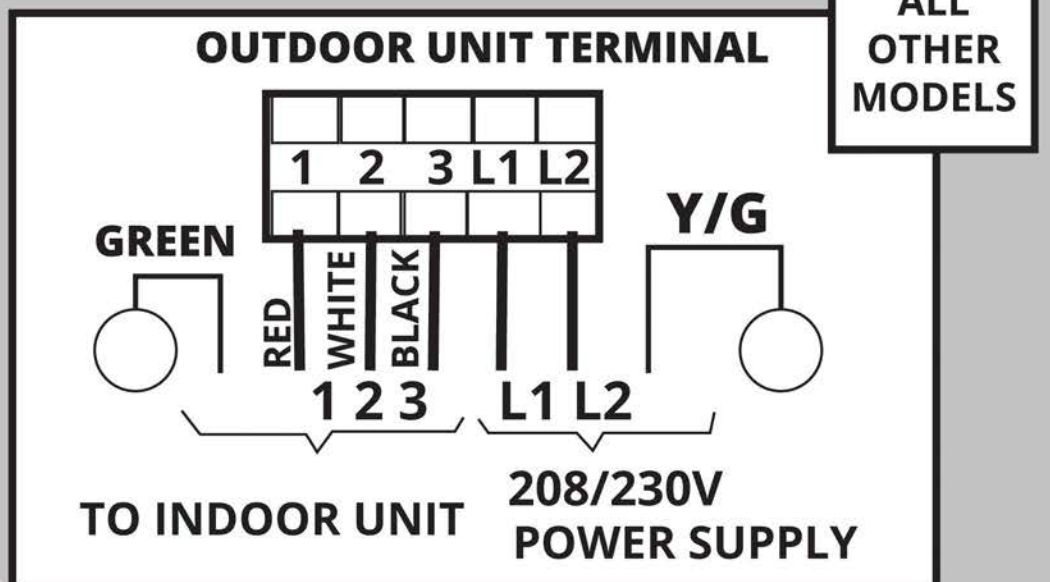 ALL
OTHER
MODELS
OUTDOOR UNIT TERMINAL
1 2 3 L1 L2
GREEN
Y/G
RED
WHITE
BLACK
1 2 3
L1 L2
TO INDOOR UNIT
208/230V
POWER SUPPLY